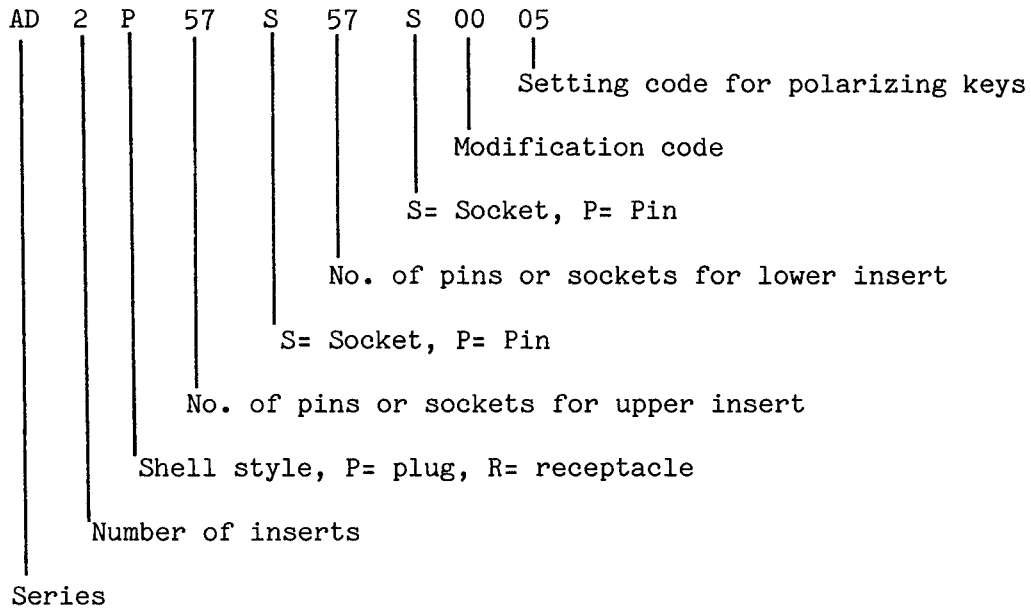 AD 2 P 57 S 57 S 00 05
Setting code for polarizing keys
Modification code
S= Socket, P= Pin
No. of pins or sockets for lower insert
S= Socket, P= Pin
No. of pins or sockets for upper insert
Shell style, P= plug, R= receptacle
Number of inserts
Series